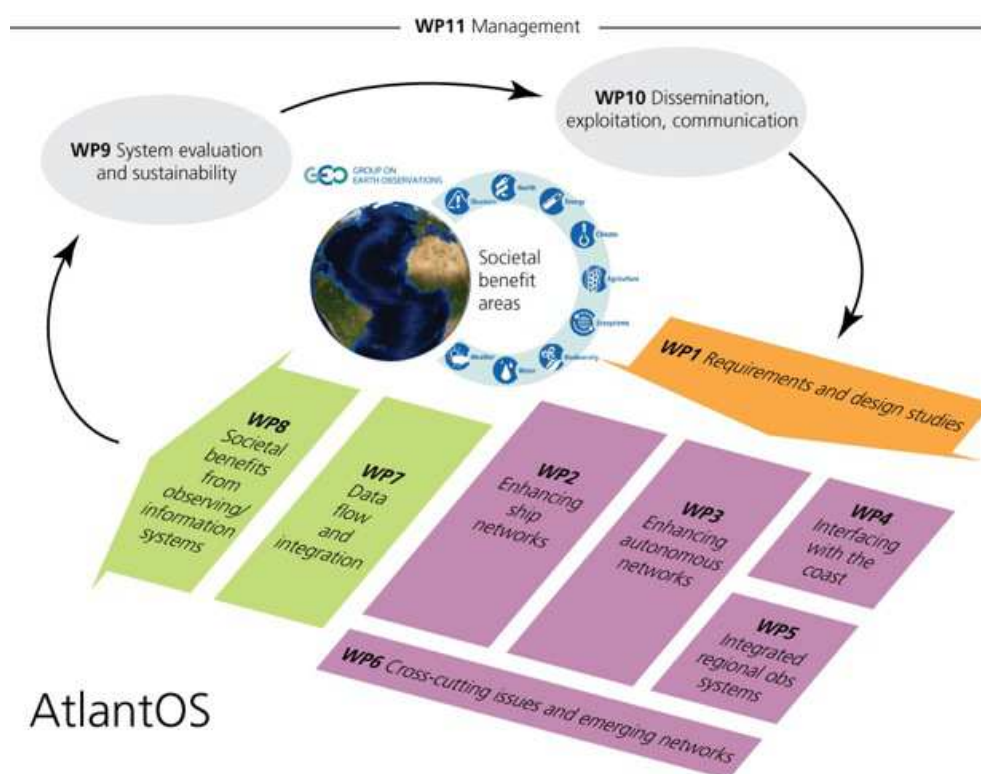 WP11 Management
WP9 System evaluation
and sustainability
WP10 Dissemination,
exploitation, communication
GEO GROUP ON
EARTH OBSERVATIONS
Disasters
Health
Energy
Climate
Agriculture
Ecosystems
Biodiversity
Water
Weather
Societal
benefit
areas
WP1 Requirements and design studies
WP8
Societal
benefits
from
observing/
information
systems
WP7
Data
flow
and
integration
WP2
Enhancing
ship
networks
WP3
Enhancing
autonomous
networks
WP4
Interfacing
with the
coast
WP5
Integrated
regional obs
systems
WP6 Cross-cutting issues and emerging networks
AtlantOS